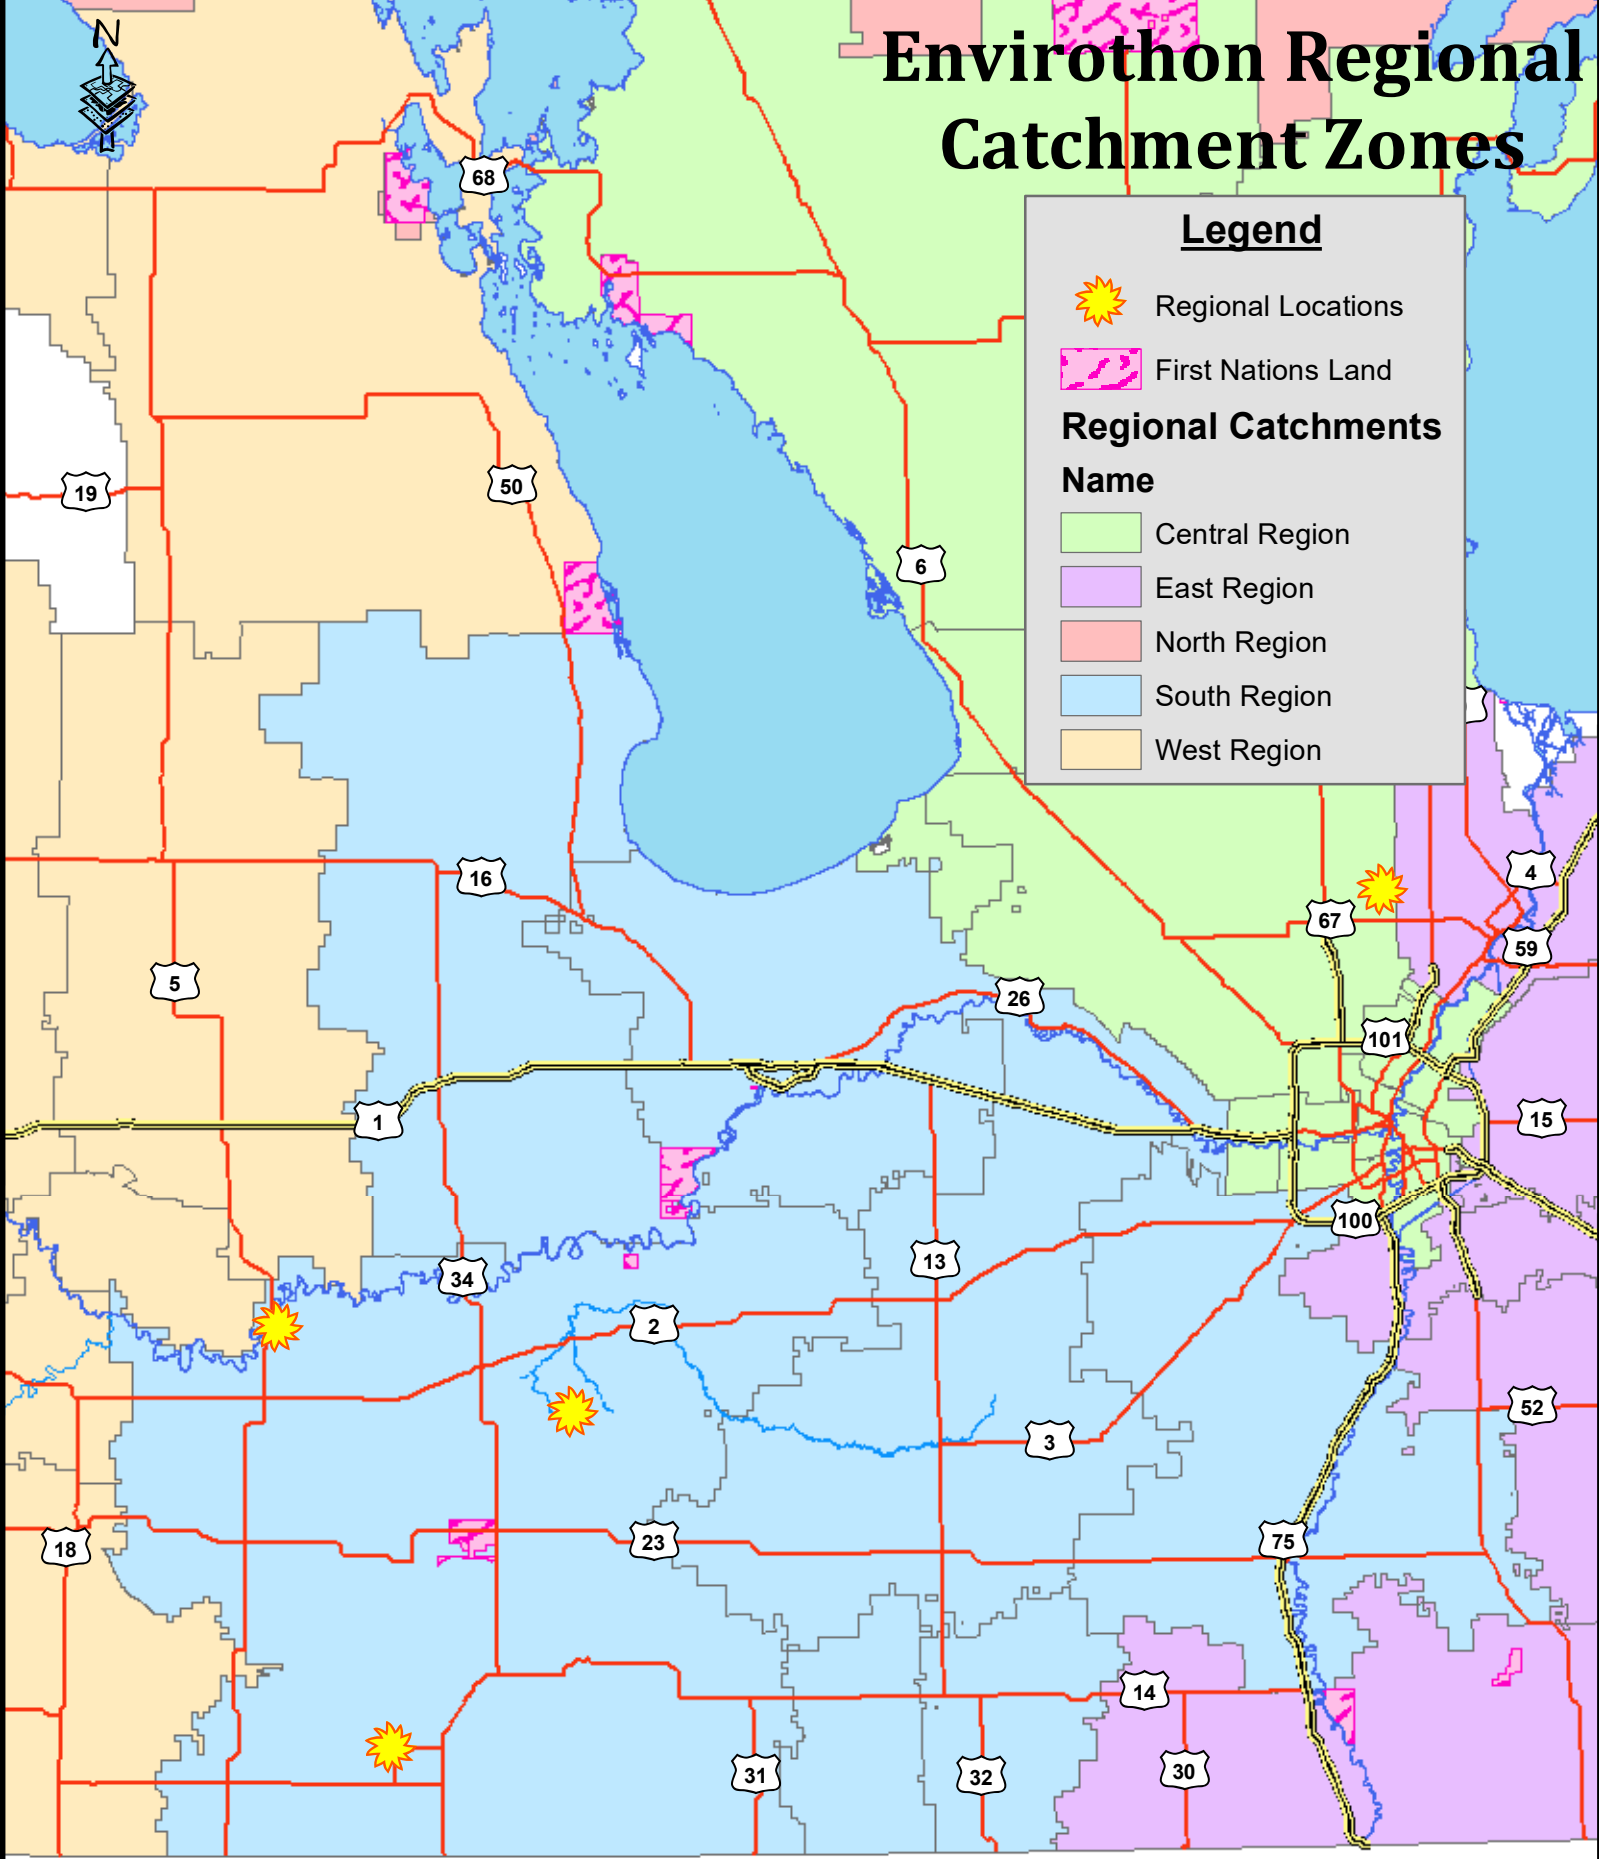 N
Envirothon Regional
Catchment Zones
68
Legend
Regional Locations
First Nations Land
Regional Catchments
Name
Central Region
East Region
North Region
South Region
West Region
19
50
6
16
4
67
59
5
26
101
1
15
100
13
34
2
52
3
18
23
75
14
31
32
30